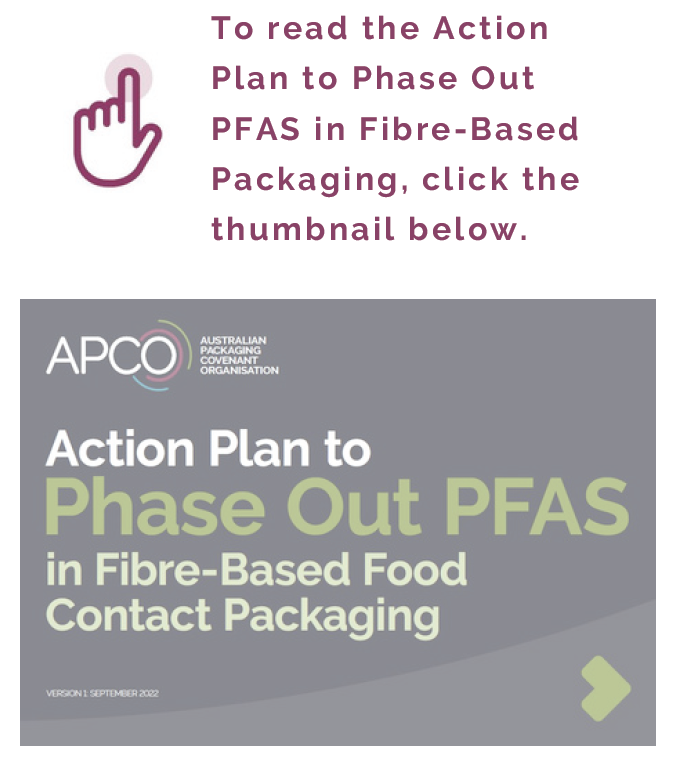 To read the Action
Plan to Phase Out
PFAS in Fibre-Based
Packaging, click the
thumbnail below.
APCO
AUSTRALIAN
PACKAGING
COVENANT
ORGANISATION
Action Plan to
Phase Out PFAS
in Fibre-Based Food
Contact Packaging
VERSION 1: SEPTEMBER 2022